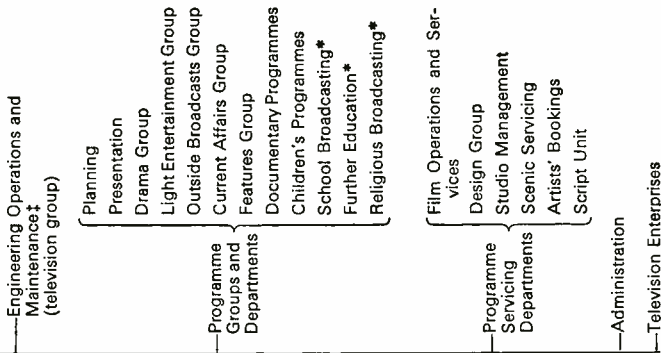 Engineering Operations and
Maintenance‡
(television group)
Programme
Groups and
Departments
Planning
Presentation
Drama Group
Light Entertainment Group
Outside Broadcasts Group
Current Affairs Group
Features Group
Documentary Programmes
Children's Programmes
School Broadcasting*
Further Education*
Religious Broadcasting*
Programme
Servicing
Departments
Film Operations and Ser-
vices
Design Group
Studio Management
Scenic Servicing
Artists' Bookings
Script Unit
Administration
Television Enterprises